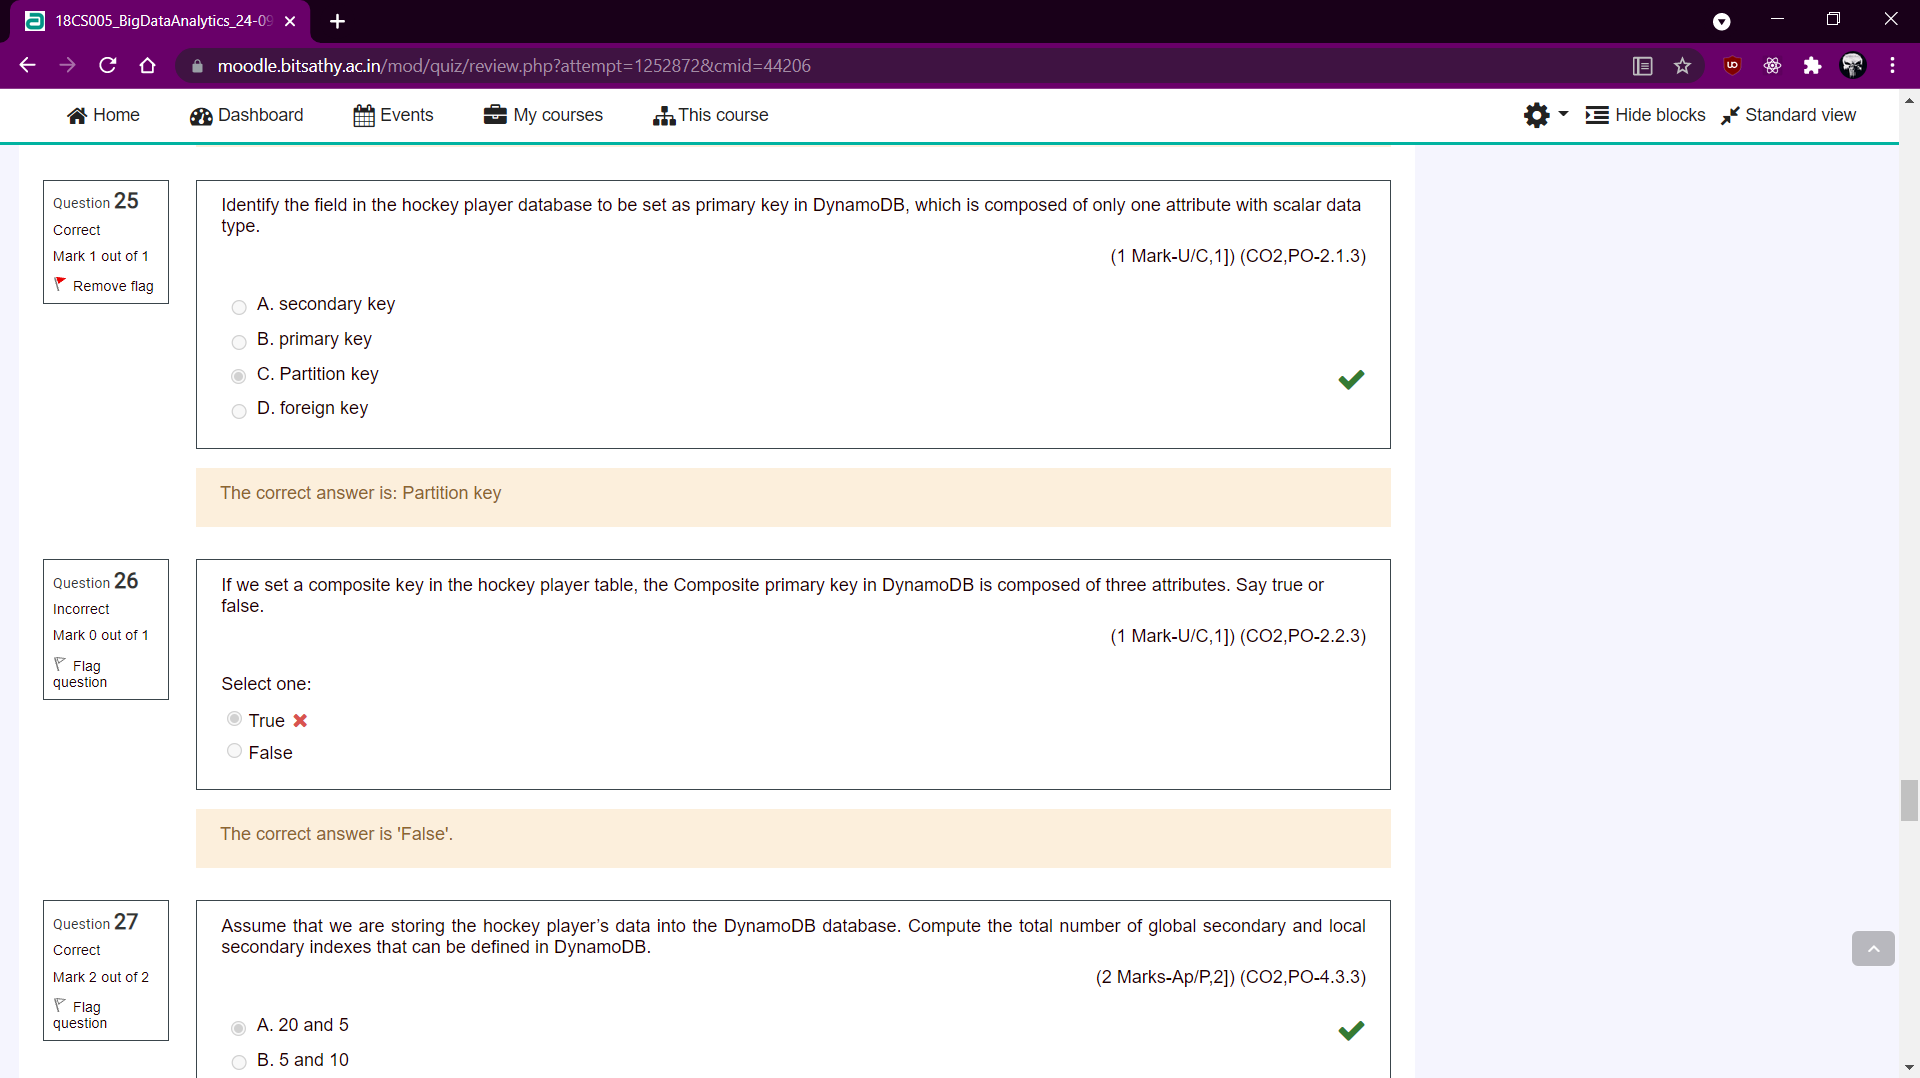 18CS005_BigDataAnalytics_24-09
moodle.bitsathy.ac.in/mod/quiz/review.php?attempt=1252872&cmid=44206
Home
Dashboard
Events
My courses
This course
Hide blocks
Standard view
Question 25
Correct
Mark 1 out of 1
Remove flag
Identify the field in the hockey player database to be set as primary key in DynamoDB, which is composed of only one attribute with scalar data
type.
(1 Mark-U/C,1]) (CO2,PO-2.1.3)
A. secondary key
B. primary key
C. Partition key
D. foreign key
The correct answer is: Partition key
Question 26
Incorrect
Mark 0 out of 1
Flag
question
If we set a composite key in the hockey player table, the Composite primary key in DynamoDB is composed of three attributes. Say true or
false.
(1 Mark-U/C,1]) (CO2,PO-2.2.3)
Select one:
True
False
The correct answer is 'False'.
Question 27
Correct
Mark 2 out of 2
Flag
question
Assume that we are storing the hockey player’s data into the DynamoDB database. Compute the total number of global secondary and local
secondary indexes that can be defined in DynamoDB.
(2 Marks-Ap/P,2]) (CO2,PO-4.3.3)
A. 20 and 5
B. 5 and 10